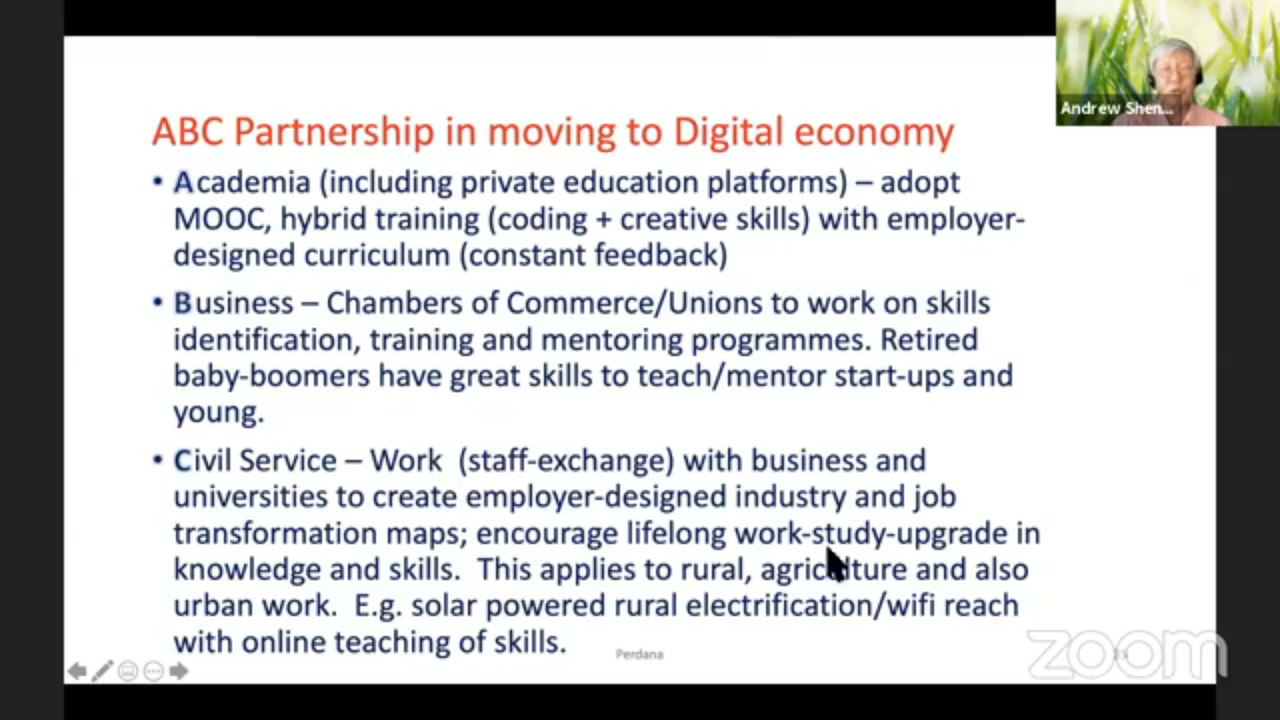 Andrew Shen...
ABC Partnership in moving to Digital economy
• Academia (including private education platforms) – adopt
MOOC, hybrid training (coding + creative skills) with employer-
designed curriculum (constant feedback)
• Business – Chambers of Commerce/Unions to work on skills
identification, training and mentoring programmes. Retired
baby-boomers have great skills to teach/mentor start-ups and
young.
• Civil Service – Work (staff-exchange) with business and
universities to create employer-designed industry and job
transformation maps; encourage lifelong work-study-upgrade in
knowledge and skills. This applies to rural, agriculture and also
urban work. E.g. solar powered rural electrification/wifi reach
with online teaching of skills.
Perdana
zoom